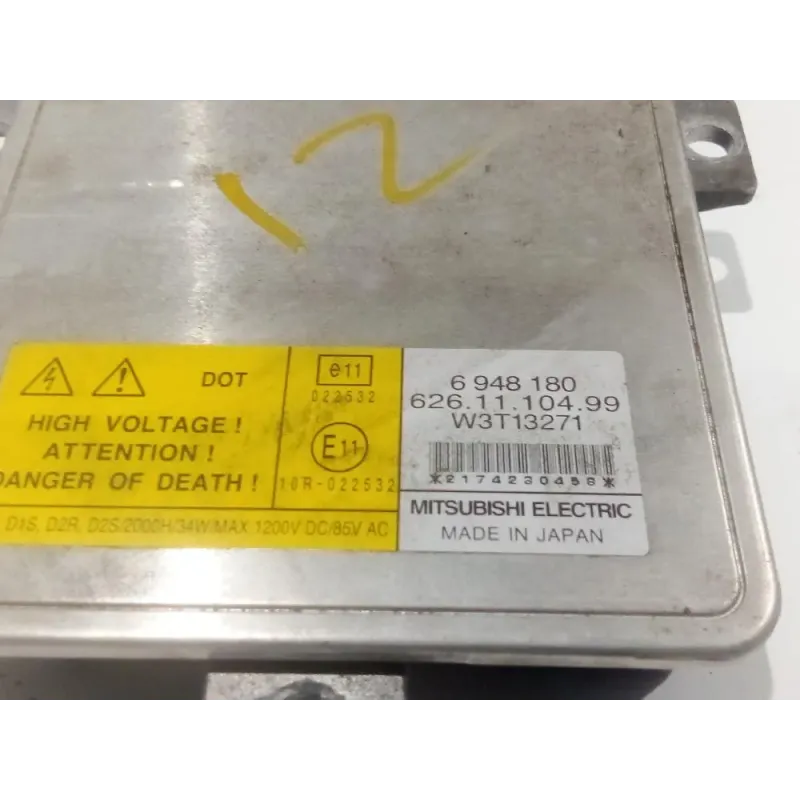 12
DOT
HIGH VOLTAGE !
ATTENTION !
DANGER OF DEATH !
e11
022532
E11
10R-022532
D1S, D2R, D2S/2000H/34W/MAX 1200V DC/85V AC
6 948 180
626.11.104.99
W3T13271
*2174230458*
MITSUBISHI ELECTRIC
MADE IN JAPAN